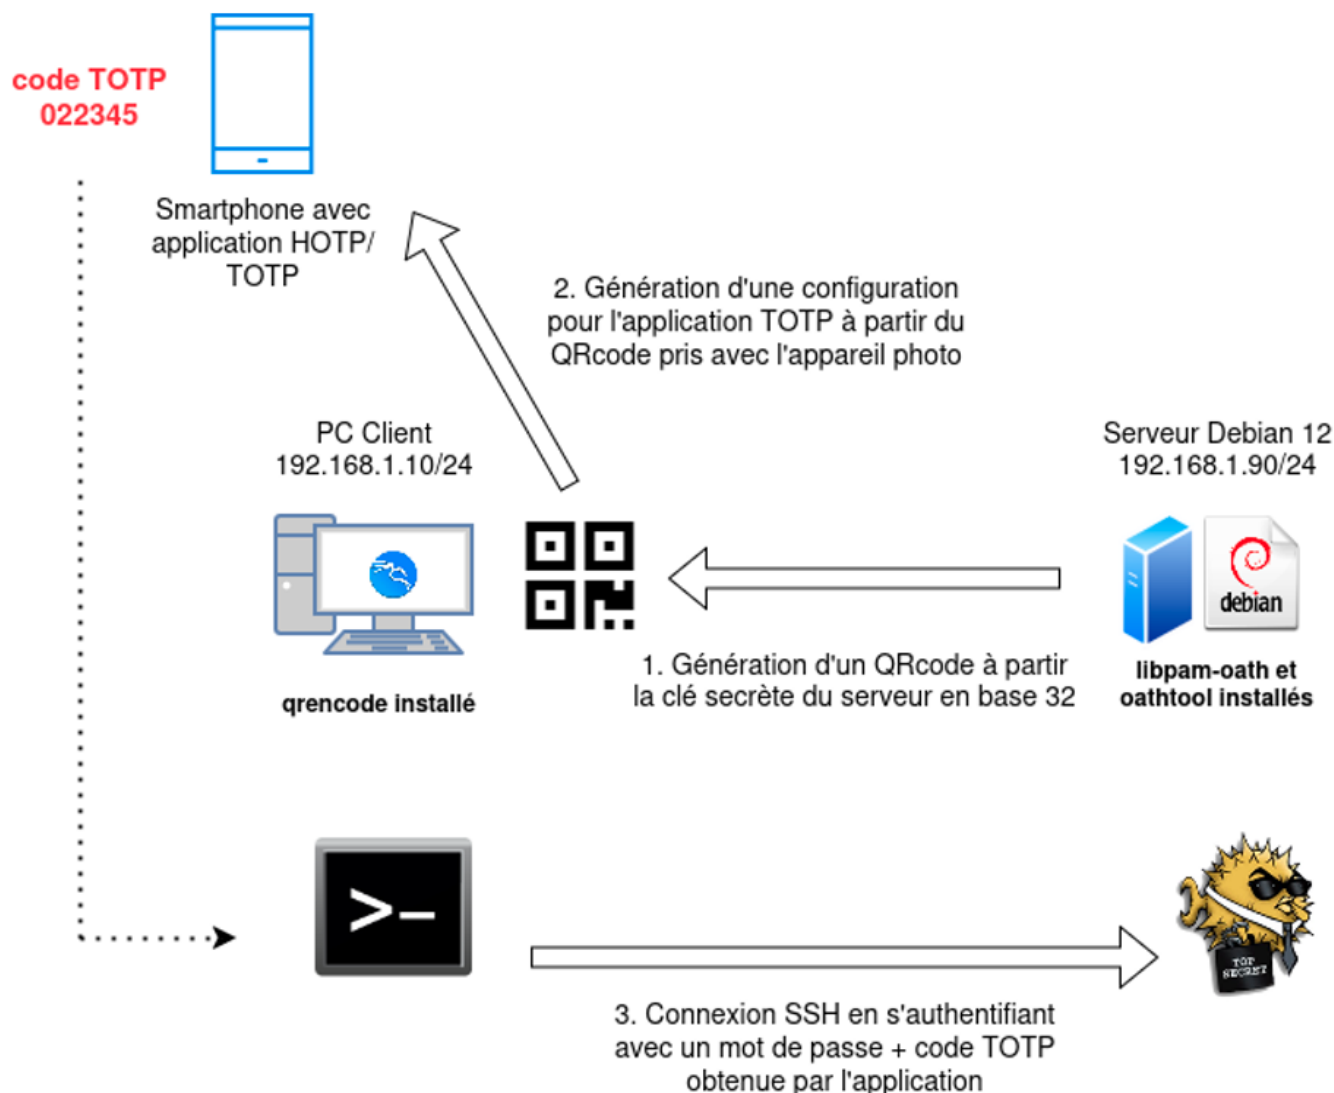 code TOTP
022345
Smartphone avec
application HOTP/
TOTP
2. Génération d'une configuration
pour l'application TOTP à partir du
QRcode pris avec l'appareil photo
PC Client
192.168.1.10/24
Serveur Debian 12
192.168.1.90/24
debian
qrencode installé
1. Génération d'un QRcode à partir
la clé secrète du serveur en base 32
libpam-oath et
oathtool installés
>_
TOP
SECRET
3. Connexion SSH en s'authentifiant
avec un mot de passe + code TOTP
obtenue par l'application